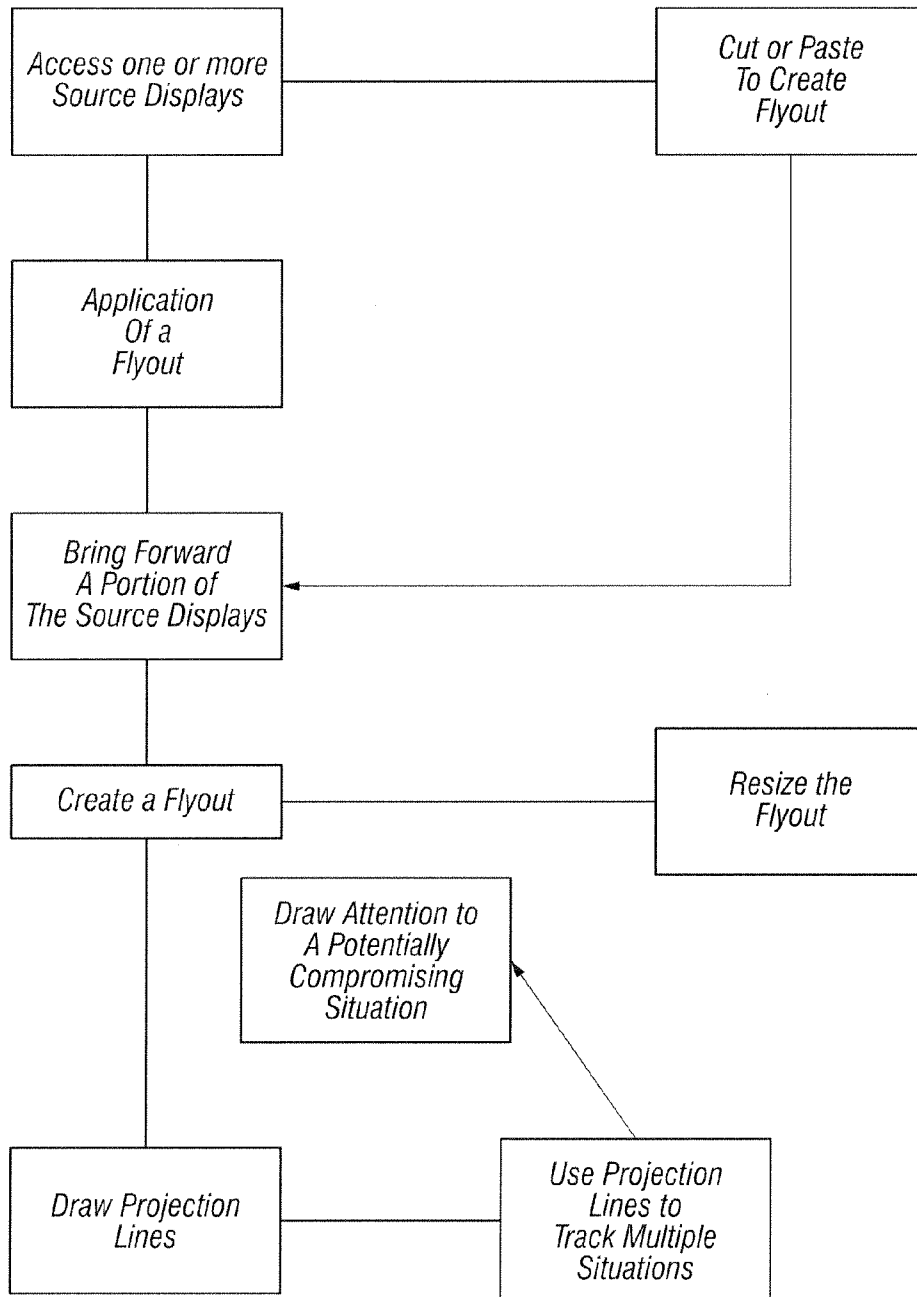 Access one or more
Source Displays
Cut or Paste
To Create
Flyout
Application
Of a
Flyout
Bring Forward
A Portion of
The Source Displays
Create a Flyout
Resize the
Flyout
Draw Attention to
A Potentially
Compromising
Situation
Draw Projection
Lines
Use Projection
Lines to
Track Multiple
Situations